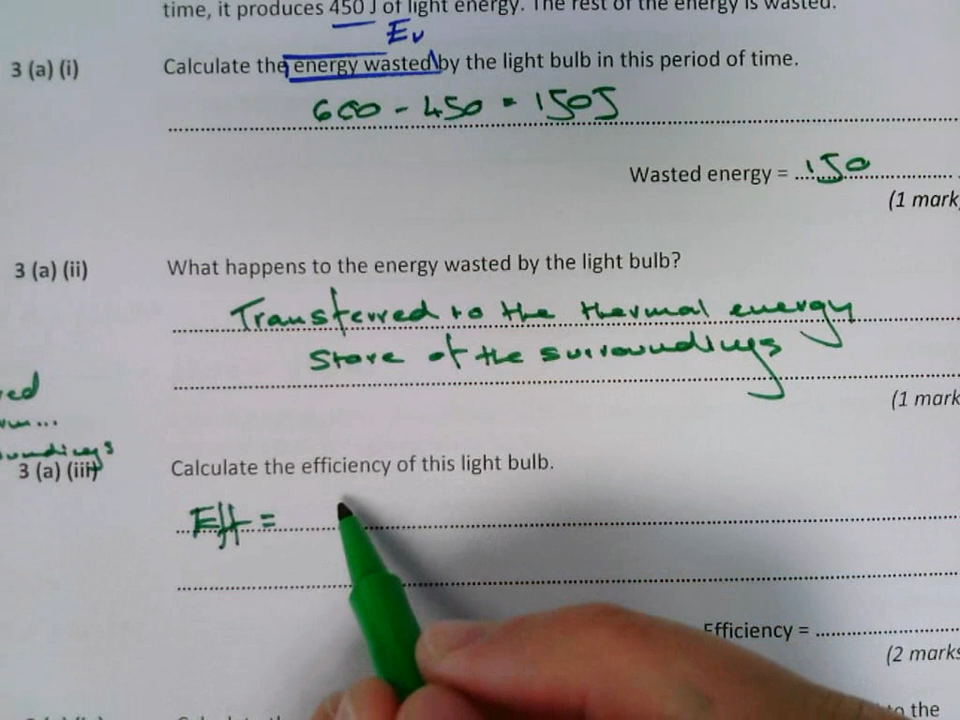 time, it produces 450 J of light energy. The rest of the energy is wasted.
Eu
3 (a) (i) Calculate the energy wasted by the light bulb in this period of time.
600 - 450 = 150J
Wasted energy = 150
(1 mark
3 (a) (ii) What happens to the energy wasted by the light bulb?
Transferred to the thermal energy
store of the surroundings
(1 mark
3 (a) (iii) Calculate the efficiency of this light bulb.
Eff =
Efficiency =
(2 marks
the